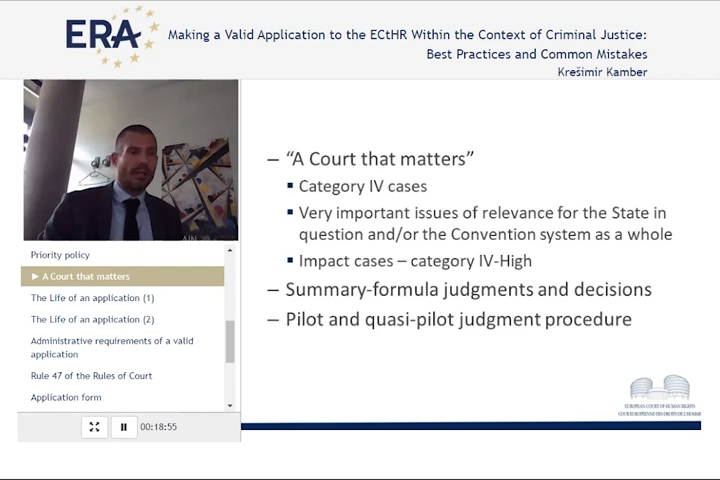 ERA
Making a Valid Application to the ECtHR Within the Context of Criminal Justice:
Best Practices and Common Mistakes
Krešimir Kamber
– “A Court that matters”
▪ Category IV cases
▪ Very important issues of relevance for the State in
question and/or the Convention system as a whole
▪ Impact cases – category IV-High
– Summary-formula judgments and decisions
– Pilot and quasi-pilot judgment procedure
Priority policy
► A Court that matters
The Life of an application (1)
The Life of an application (2)
Administrative requirements of a valid
application
Rule 47 of the Rules of Court
Application form
00:18:55
EUROPEAN COURT OF HUMAN RIGHTS
COUR EUROPÉENNE DES DROITS DE L'HOMME